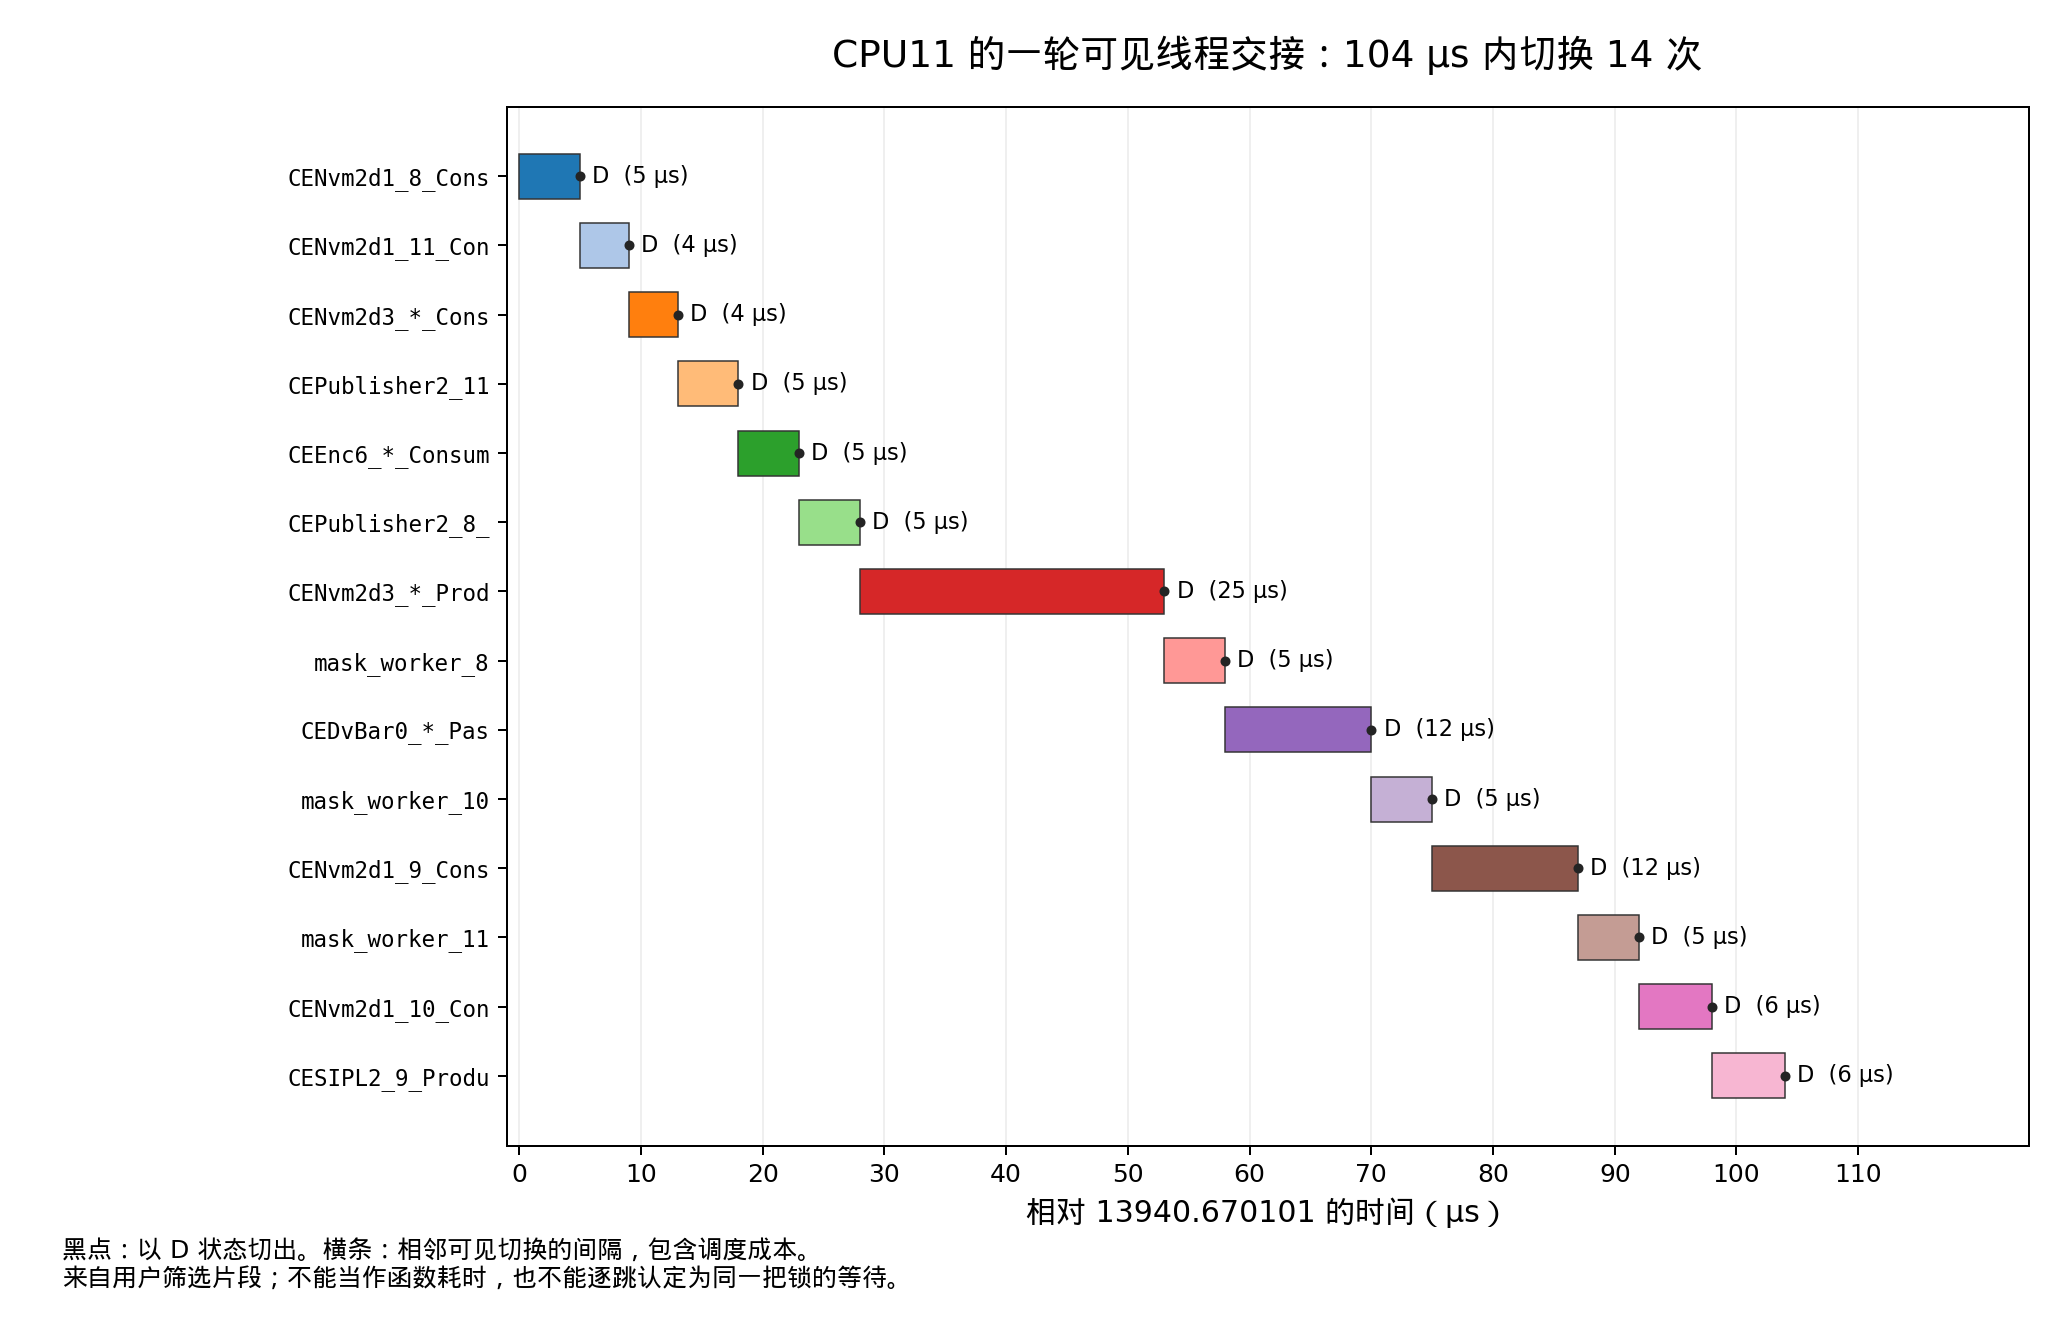 CPU11 的一轮可见线程交接：104 µs 内切换 14 次
CENvm2d1_8_Cons D (5 µs)
CENvm2d1_11_Con D (4 µs)
CENvm2d3_*_Cons D (4 µs)
CEPublisher2_11 D (5 µs)
CEEnc6_*_Consum D (5 µs)
CEPublisher2_8_ D (5 µs)
CENvm2d3_*_Prod D (25 µs)
mask_worker_8 D (5 µs)
CEDvBar0_*_Pas D (12 µs)
mask_worker_10 D (5 µs)
CENvm2d1_9_Cons D (12 µs)
mask_worker_11 D (5 µs)
CENvm2d1_10_Con D (6 µs)
CESIPL2_9_Produ D (6 µs)
0 10 20 30 40 50 60 70 80 90 100 110
相对 13940.670101 的时间（µs）
黑点：以 D 状态切出。横条：相邻可见切换的间隔，包含调度成本。
来自用户筛选片段；不能当作函数耗时，也不能逐跳认定为同一把锁的等待。